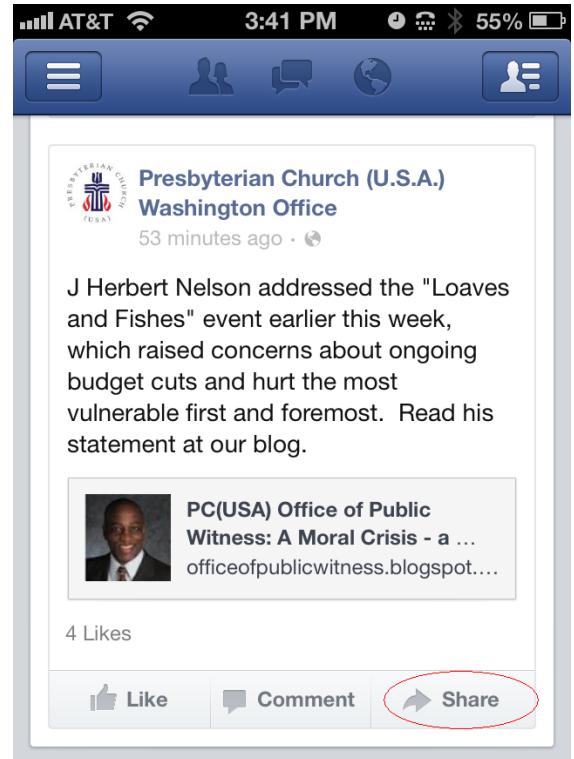 AT&T 3:41 PM 55%
PRESBYTERIAN CHURCH
(USA)
Presbyterian Church (U.S.A.)
Washington Office
53 minutes ago ·
J Herbert Nelson addressed the "Loaves
and Fishes" event earlier this week,
which raised concerns about ongoing
budget cuts and hurt the most
vulnerable first and foremost.  Read his
statement at our blog.
PC(USA) Office of Public
Witness: A Moral Crisis - a ...
officeofpublicwitness.blogspot....
4 Likes
Like Comment Share